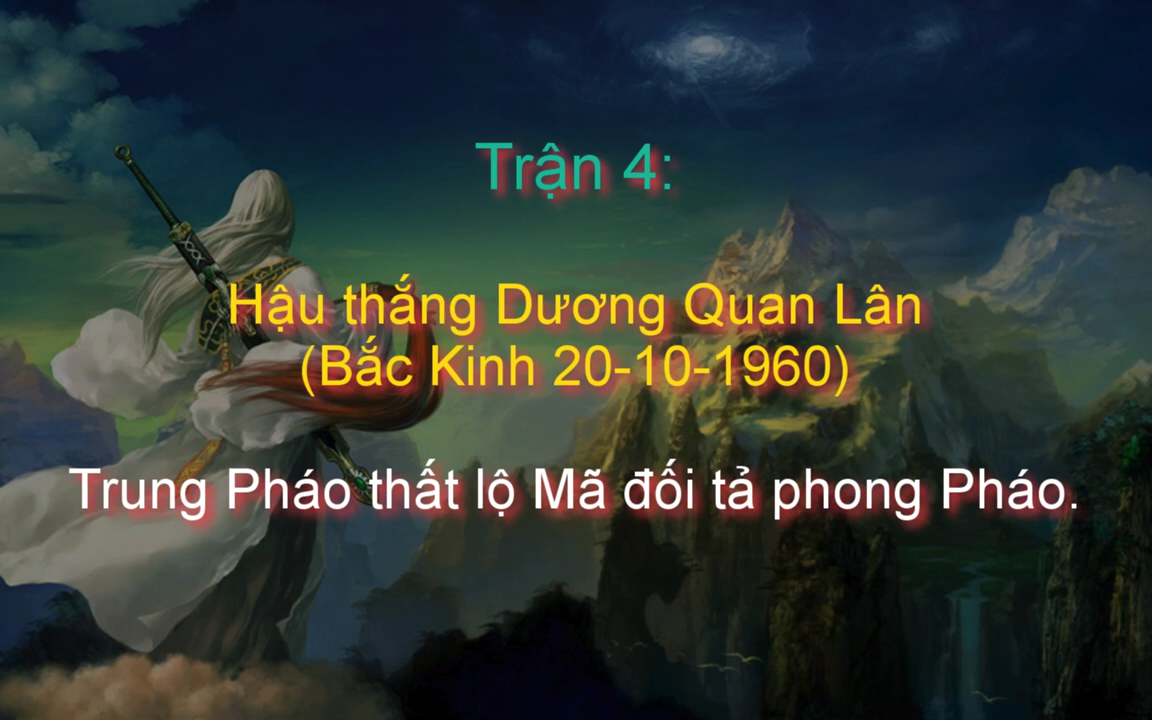 Trận 4:
Hậu thắng Dương Quan Lân
(Bắc Kinh 20-10-1960)
Trung Pháo thất lộ Mã đối tả phong Pháo.